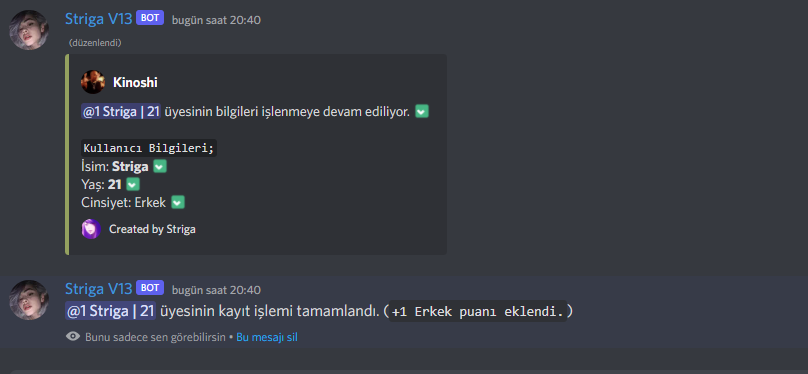 Striga V13 BOT bugün saat 20:40
(düzenlendi)
Kinoshi
@1 Striga | 21 üyesinin bilgileri işlenmeye devam ediliyor.
Kullanıcı Bilgileri;
İsim: Striga
Yaş: 21
Cinsiyet: Erkek
Created by Striga
Striga V13 BOT bugün saat 20:40
@1 Striga | 21 üyesinin kayıt işlemi tamamlandı. ( +1 Erkek puanı eklendi. )
Bunu sadece sen görebilirsin • Bu mesajı sil